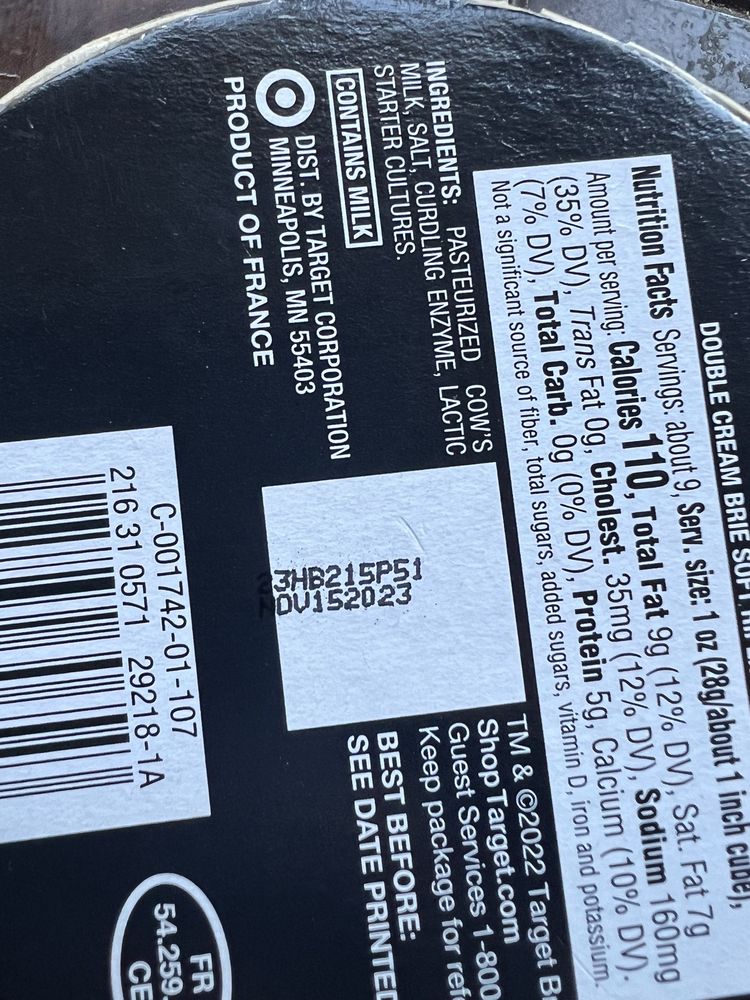 DOUBLE CREAM BRIE
Nutrition Facts Servings: about 9, Serv. size: 1 oz (28g/about 1 inch cube),
Amount per serving: Calories 110, Total Fat 9g (12% DV), Sat. Fat 7g
(35% DV), Trans Fat 0g, Cholest. 35mg (12% DV), Sodium 160mg
(7% DV), Total Carb. 0g (0% DV), Protein 5g, Calcium (10% DV).
Not a significant source of fiber, total sugars, added sugars, vitamin D, iron and potassium.
INGREDIENTS: PASTEURIZED COW'S
MILK, SALT, CURDLING ENZYME, LACTIC
STARTER CULTURES.
CONTAINS MILK
DIST. BY TARGET CORPORATION
MINNEAPOLIS, MN 55403
PRODUCT OF FRANCE
3HB215P51
OV152023
TM & ©2022 Target
ShopTarget.com
Guest Services 1-800
Keep package for
BEST BEFORE:
SEE DATE
C-001742-01-107
216 31 0571 29218-1A
FR
54.259.
CE